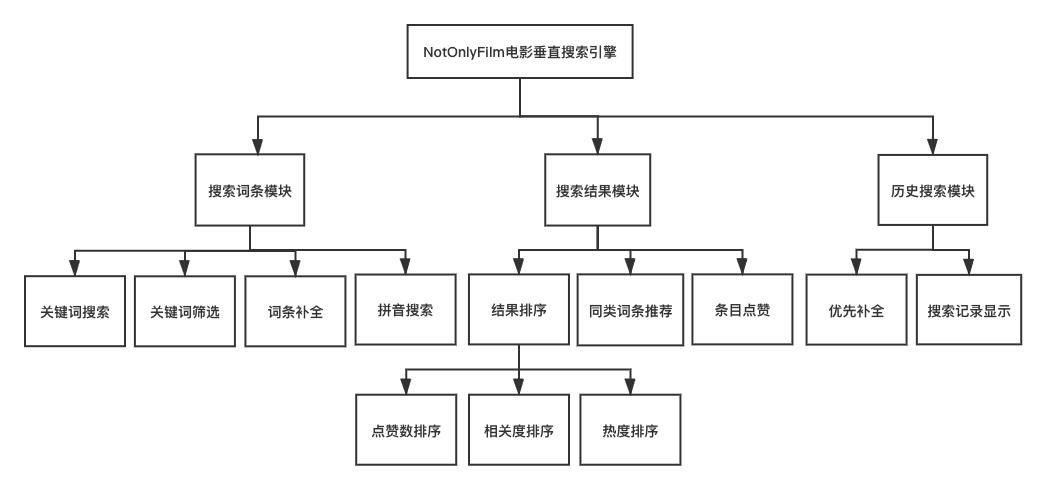 NotOnlyFilm电影垂直搜索引擎
搜索词条模块
搜索结果模块
历史搜索模块
关键词搜索
关键词筛选
词条补全
拼音搜索
结果排序
同类词条推荐
条目点赞
优先补全
搜索记录显示
点赞数排序
相关度排序
热度排序